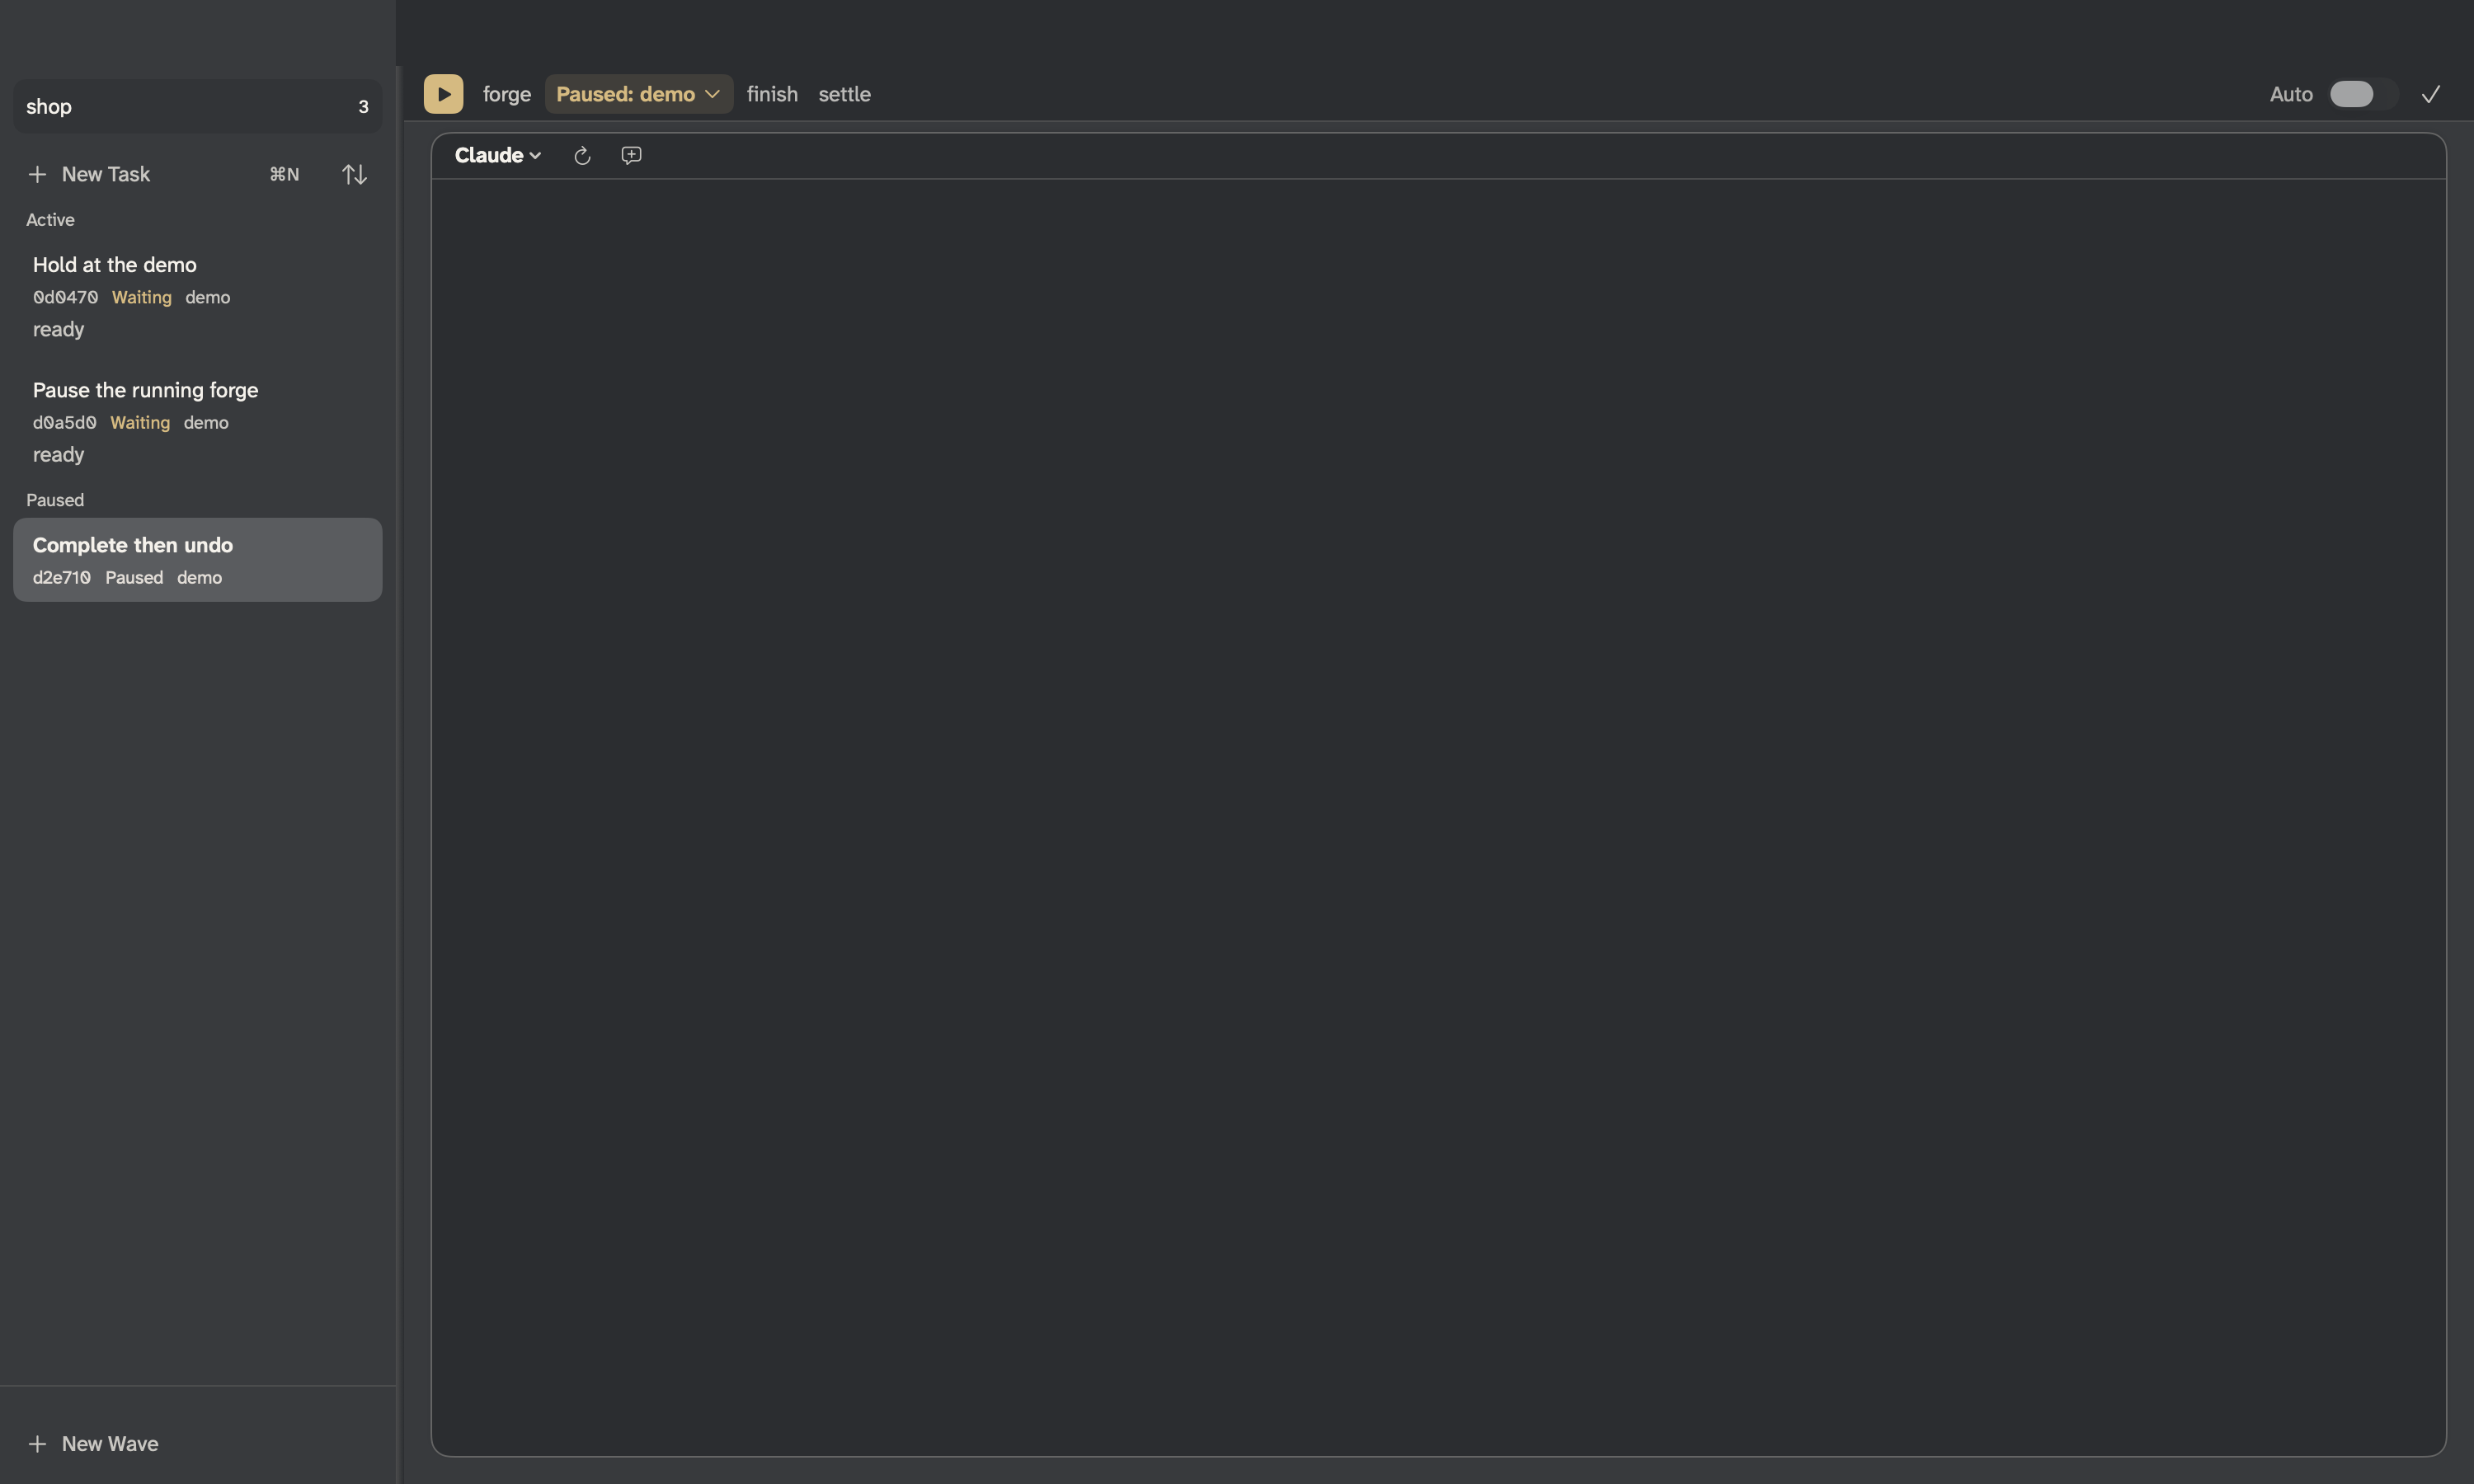 shop 3
New Task ⌘N
Active
Hold at the demo
0d0470 Waiting demo
ready
Pause the running forge
d0a5d0 Waiting demo
ready
Paused
Complete then undo
d2e710 Paused demo
New Wave
forge Paused: demo finish settle Auto
Claude